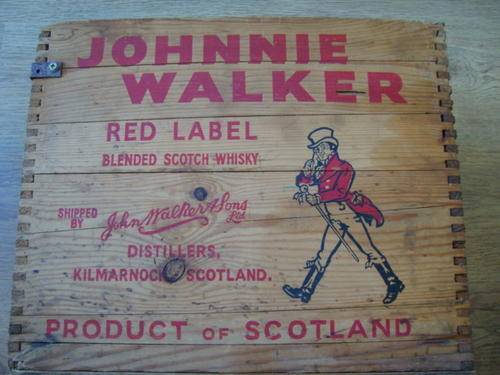 JOHNNIE
WALKER
RED LABEL
BLENDED SCOTCH WHISKY
SHIPPED
BY
John Walker & Sons
Ltd
DISTILLERS,
KILMARNOCK SCOTLAND.
PRODUCT OF SCOTLAND